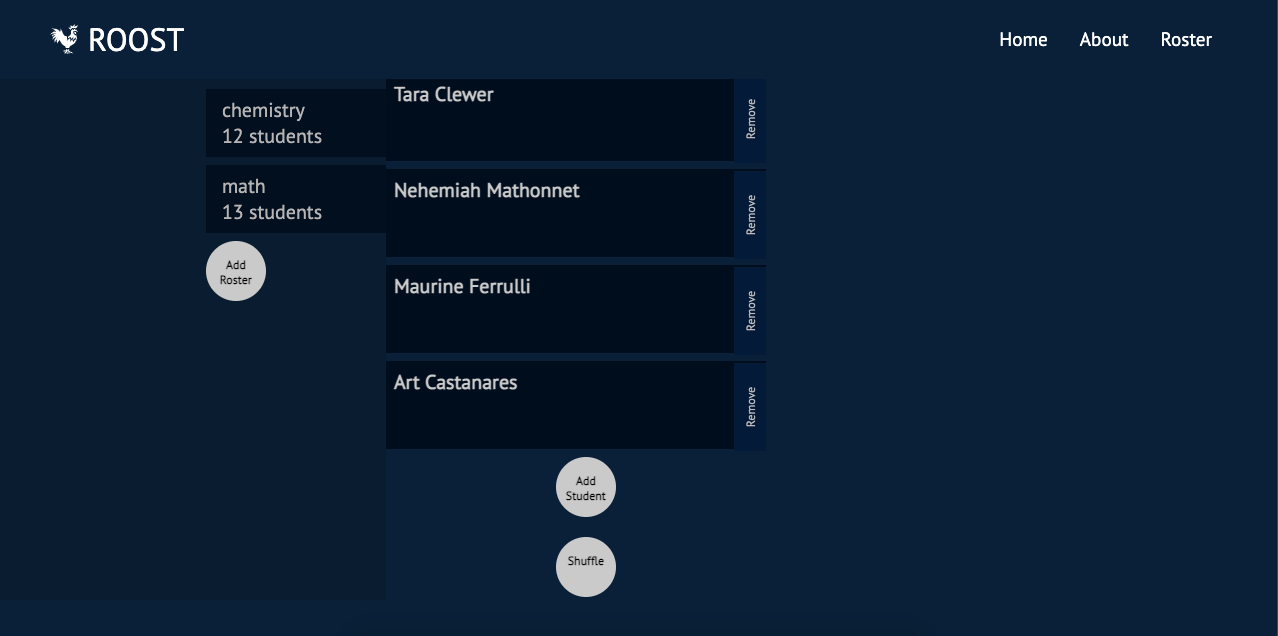 ROOST
Home About Roster
chemistry
12 students
math
13 students
Add
Roster
Tara Clewer
Remove
Nehemiah Mathonnet
Remove
Maurine Ferrulli
Remove
Art Castanares
Remove
Add
Student
Shuffle